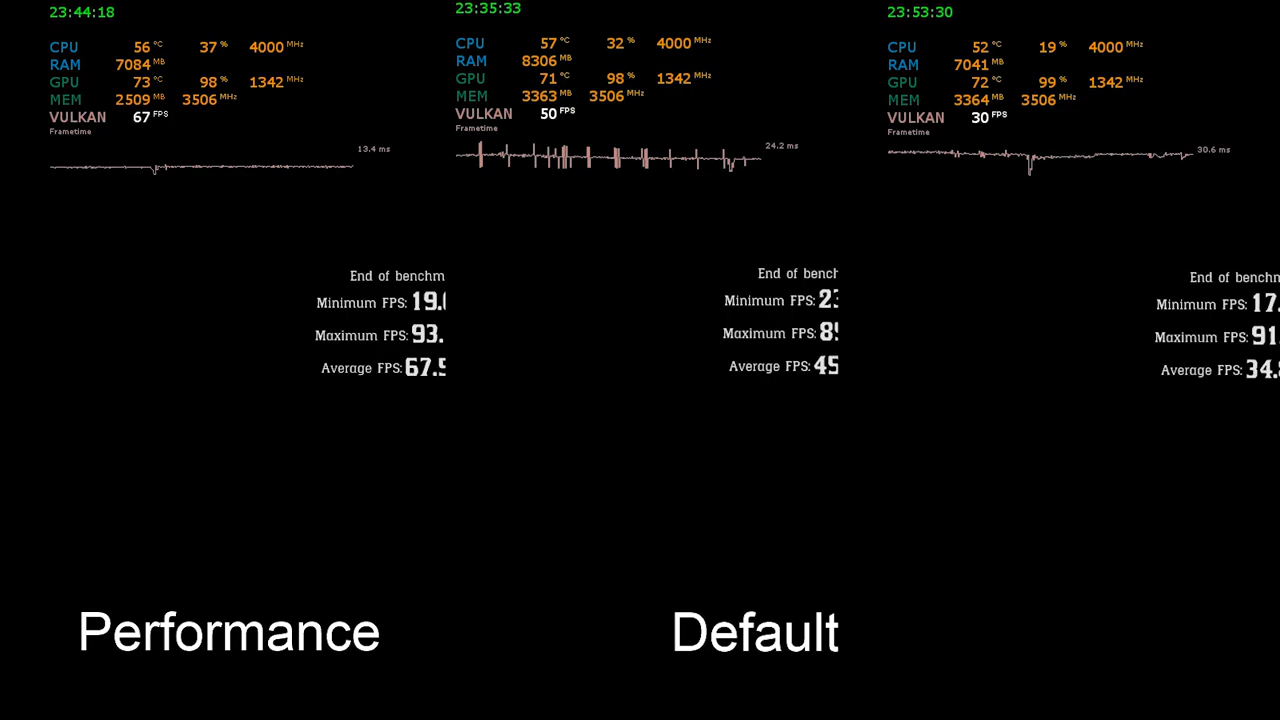 23:44:18
CPU 56 °C 37 % 4000 MHz
RAM 7084 MB
GPU 73 °C 98 % 1342 MHz
MEM 2509 MB 3506 MHz
VULKAN 67 FPS
Frametime
13.4 ms
End of benchm
Minimum FPS: 19.
Maximum FPS: 93.
Average FPS: 67.5
Performance
23:35:33
CPU 57 °C 32 % 4000 MHz
RAM 8306 MB
GPU 71 °C 98 % 1342 MHz
MEM 3363 MB 3506 MHz
VULKAN 50 FPS
Frametime
24.2 ms
End of bench
Minimum FPS: 23
Maximum FPS: 8
Average FPS: 45
Default
23:53:30
CPU 52 °C 19 % 4000 MHz
RAM 7041 MB
GPU 72 °C 99 % 1342 MHz
MEM 3364 MB 3506 MHz
VULKAN 30 FPS
Frametime
30.6 ms
End of benchm
Minimum FPS: 17.
Maximum FPS: 91
Average FPS: 34.